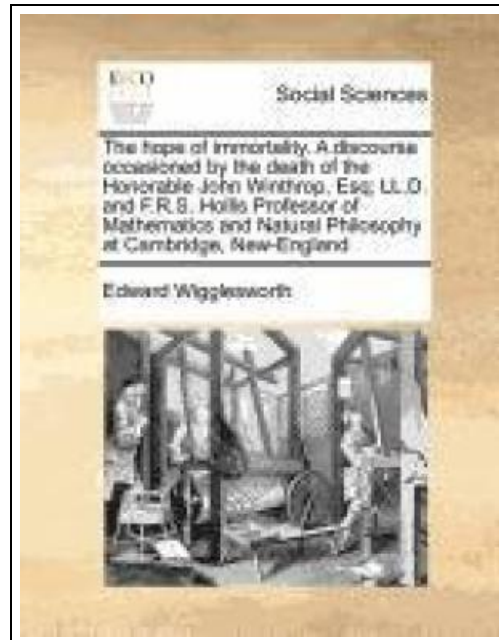 ECCO
Social Sciences
The hope of immortality. A discourse
occasioned by the death of the
Honorable John Winthrop, Esq; LL.D.
and F.R.S. Hollis Professor of
Mathematics and Natural Philosophy
at Cambridge, New-England
Edward Wigglesworth